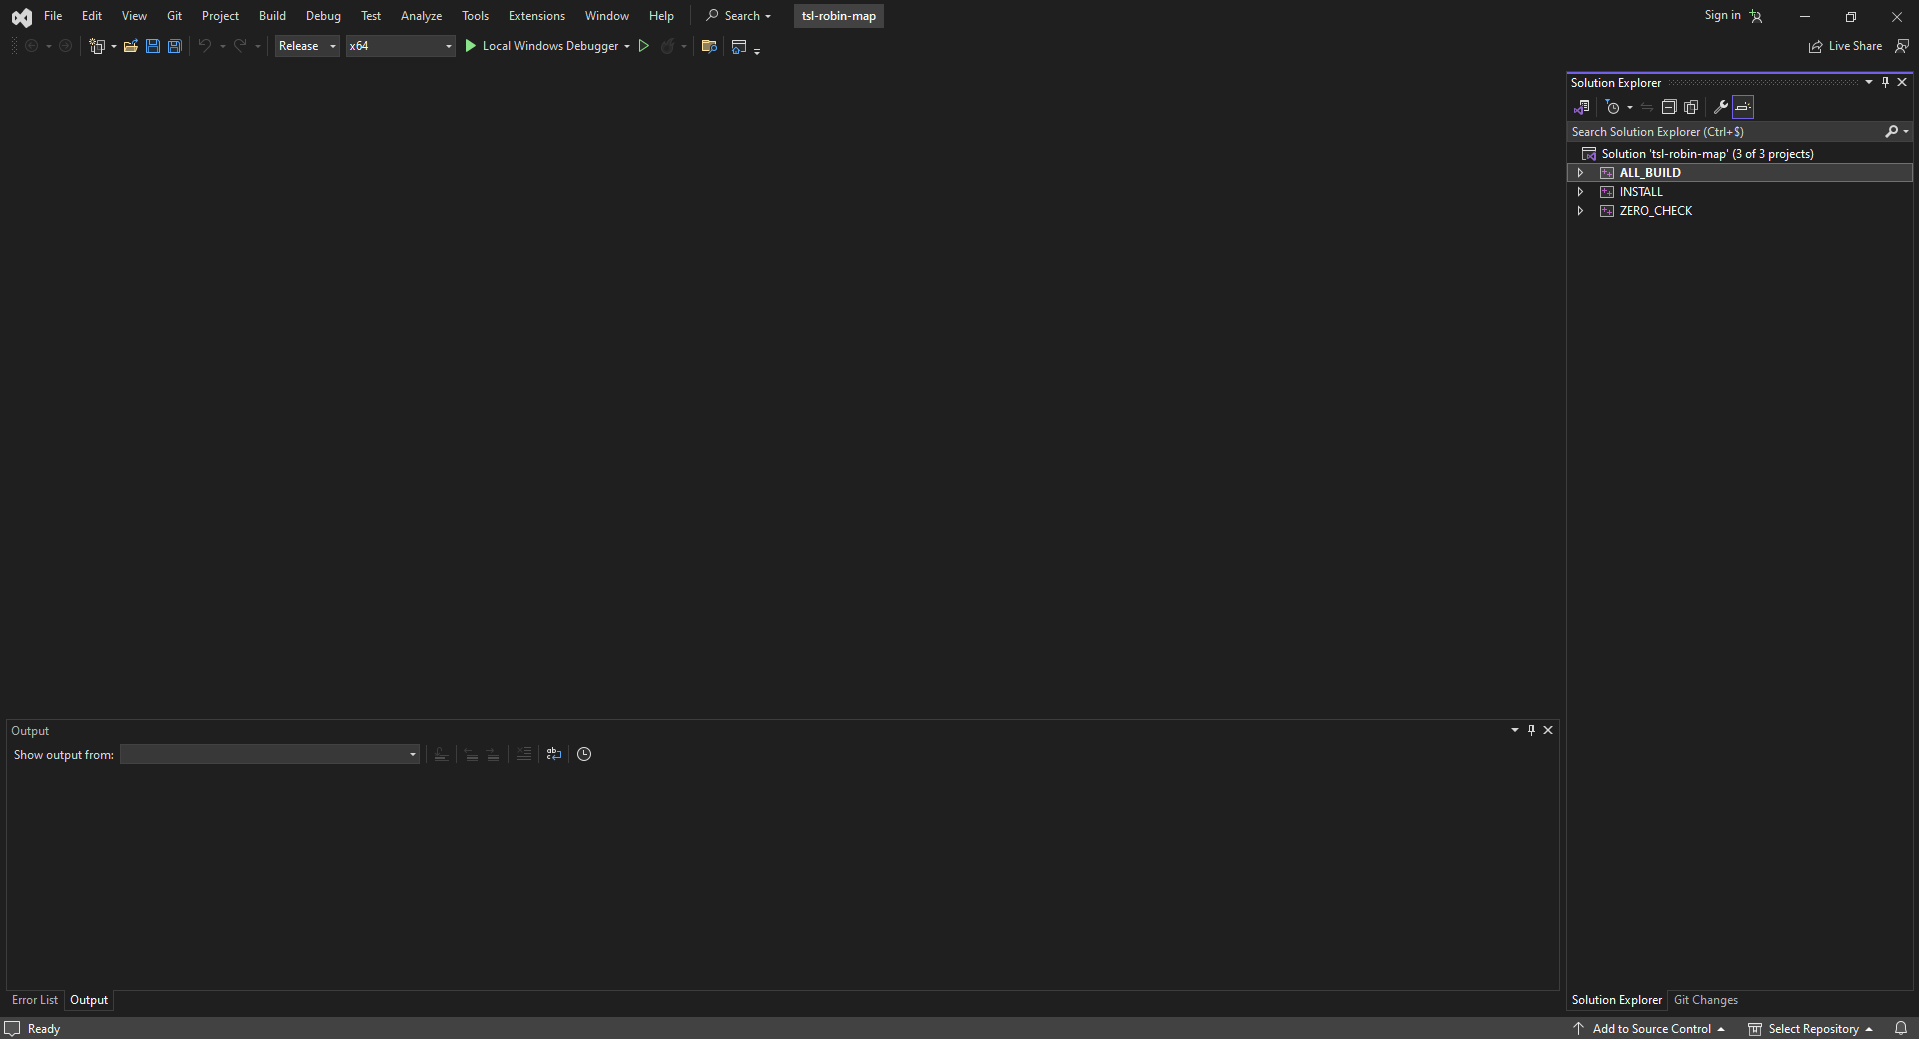 File Edit View Git Project Build Debug Test Analyze Tools Extensions Window Help Search tsl-robin-map Sign in
Release x64 Local Windows Debugger Live Share
Solution Explorer
Search Solution Explorer (Ctrl+$)
Solution 'tsl-robin-map' (3 of 3 projects)
ALL_BUILD
INSTALL
ZERO_CHECK
Output
Show output from:
Error List Output
Solution Explorer Git Changes
Ready Add to Source Control Select Repository